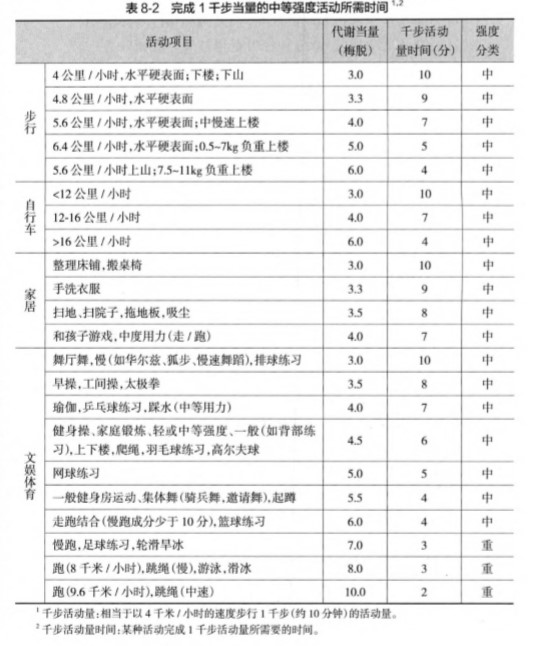 表 8-2 完成 1 千步当量的中等强度活动所需时间 1,2
活动项目 代谢当量(梅脱) 千步活动量时间(分) 强度分类
步行
4 公里 / 小时,水平硬表面;下楼;下山 3.0 10 中
4.8 公里 / 小时,水平硬表面 3.3 9 中
5.6 公里 / 小时,水平硬表面;中慢速上楼 4.0 7 中
6.4 公里 / 小时,水平硬表面;0.5~7kg 负重上楼 5.0 5 中
5.6 公里 / 小时上山;7.5~11kg 负重上楼 6.0 4 中
自行车
<12 公里 / 小时 3.0 10 中
12-16 公里 / 小时 4.0 7 中
>16 公里 / 小时 6.0 4 中
家居
整理床铺,搬桌椅 3.0 10 中
手洗衣服 3.3 9 中
扫地、扫院子,拖地板,吸尘 3.5 8 中
和孩子游戏,中度用力(走 / 跑) 4.0 7 中
文娱体育
舞厅舞,慢(如华尔兹、狐步、慢速舞蹈),排球练习 3.0 10 中
早操,工间操,太极拳 3.5 8 中
瑜伽,乒乓球练习,踩水(中等用力) 4.0 7 中
健身操、家庭锻炼、轻或中等强度、一般(如背部练
习),上下楼,爬绳,羽毛球练习,高尔夫球 4.5 6 中
网球练习 5.0 5 中
一般健身房运动、集体舞(骑兵舞,邀请舞),起蹲 5.5 4 中
走跑结合(慢跑成分少于 10 分),篮球练习 6.0 4 中
慢跑,足球练习,轮滑旱冰 7.0 3 重
跑(8 千米 / 小时),跳绳(慢),游泳,滑冰 8.0 3 重
跑(9.6 千米 / 小时),跳绳(中速) 10.0 2 重
1 千步活动量:相当于以 4 千米 / 小时的速度步行 1 千步(约 10 分钟)的活动量。
2 千步活动量时间:某种活动完成 1 千步活动量所需要的时间。